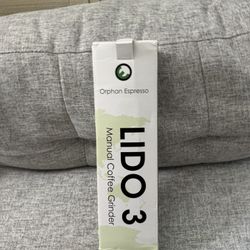 Orphan Espresso
LIDO 3
Manual Coffee Grinder